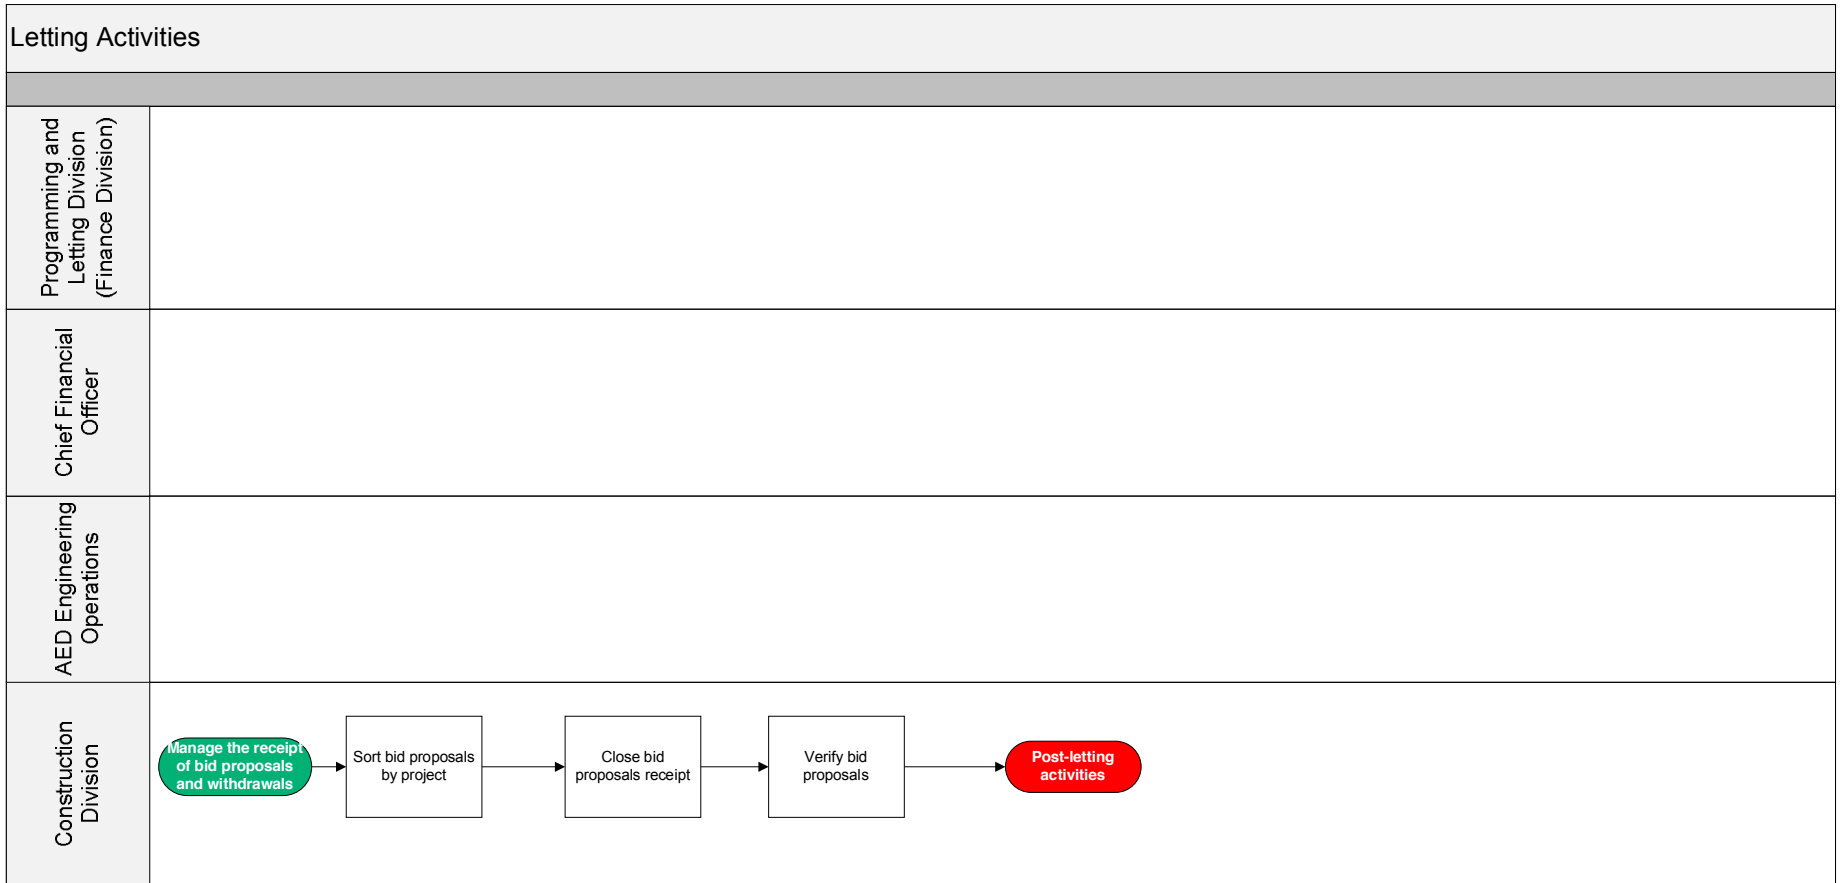 Letting Activities
Programming and
Letting Division
(Finance Division)
Chief Financial
Officer
AED Engineering
Operations
Construction
Division
Manage the receipt
of bid proposals
and withdrawals
Sort bid proposals
by project
Close bid
proposals receipt
Verify bid
proposals
Post-letting
activities